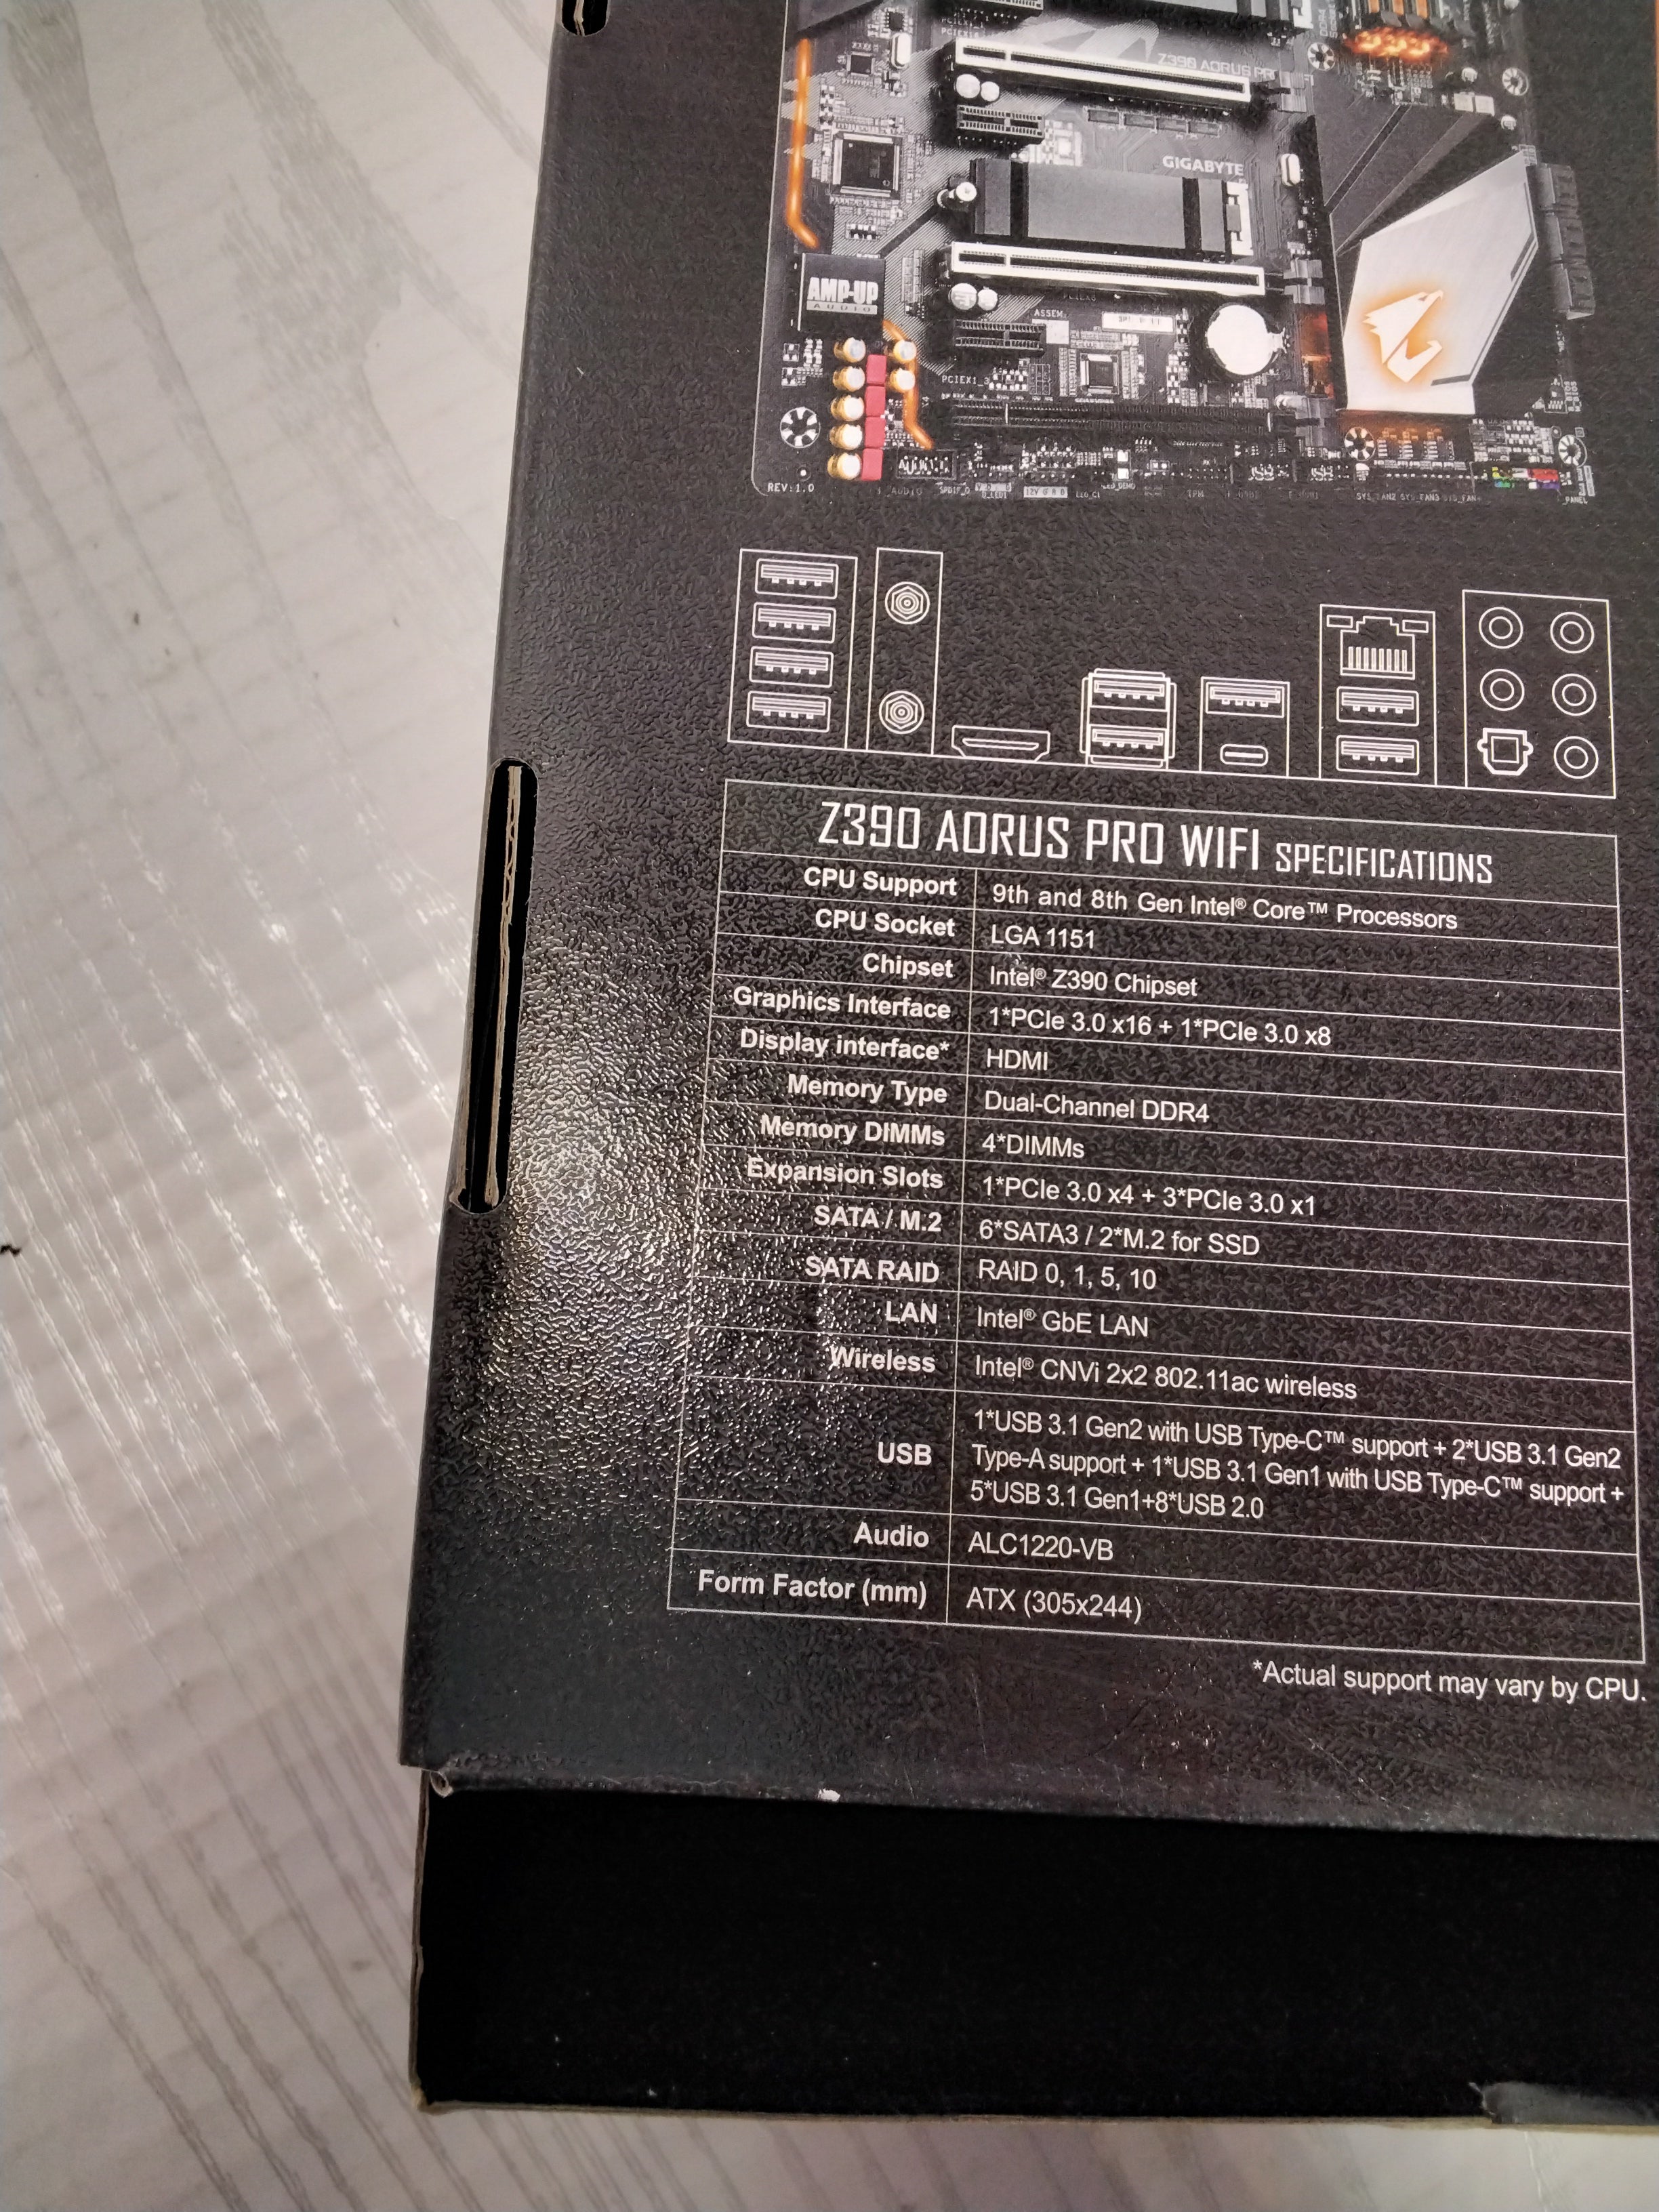 Z390 AORUS PRO
GIGABYTE
AMP-UP
AUDIO
ASSEM
PCIEX1_3
REV:1.0
Z390 AORUS PRO WIFI SPECIFICATIONS
CPU Support 9th and 8th Gen Intel® Core™ Processors
CPU Socket LGA 1151
Chipset Intel® Z390 Chipset
Graphics Interface 1*PCIe 3.0 x16 + 1*PCIe 3.0 x8
Display interface* HDMI
Memory Type Dual-Channel DDR4
Memory DIMMs 4*DIMMs
Expansion Slots 1*PCIe 3.0 x4 + 3*PCIe 3.0 x1
SATA / M.2 6*SATA3 / 2*M.2 for SSD
SATA RAID RAID 0, 1, 5, 10
LAN Intel® GbE LAN
Wireless Intel® CNVi 2x2 802.11ac wireless
USB 1*USB 3.1 Gen2 with USB Type-C™ support + 2*USB 3.1 Gen2
Type-A support + 1*USB 3.1 Gen1 with USB Type-C™ support +
5*USB 3.1 Gen1+8*USB 2.0
Audio ALC1220-VB
Form Factor (mm) ATX (305x244)
*Actual support may vary by CPU.